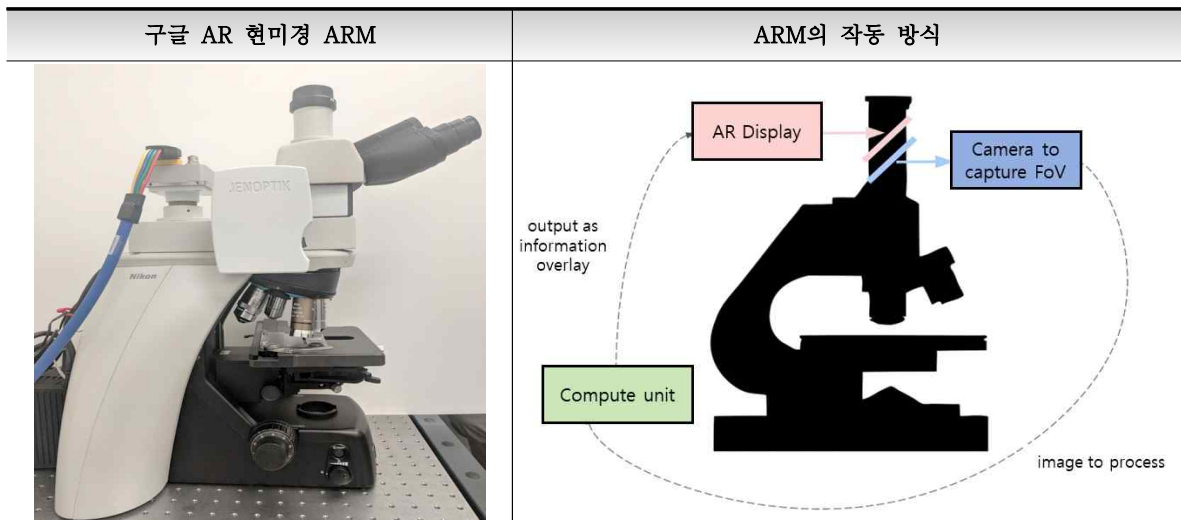 구글 AR 현미경 ARM
ARM의 작동 방식
JENOPTIK
Nikon
AR Display
Camera to
capture FoV
output as
information
overlay
Compute unit
image to process